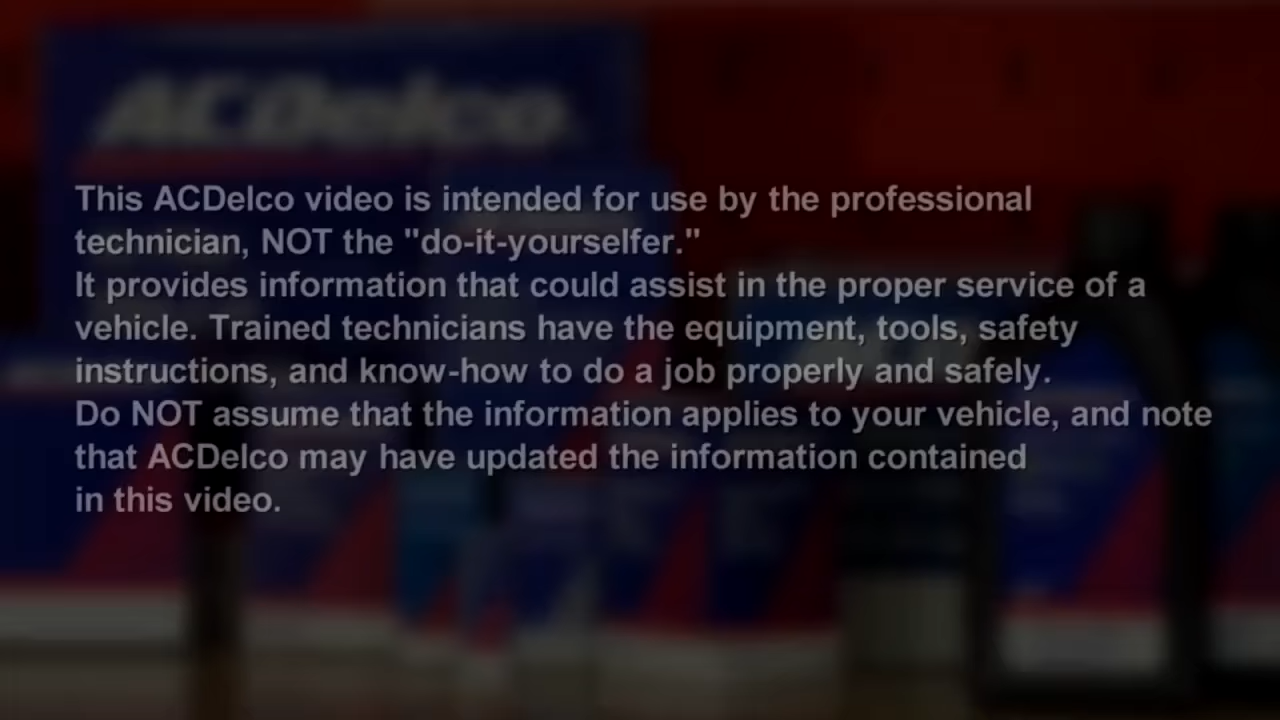 ACDelco
This ACDelco video is intended for use by the professional
technician, NOT the "do-it-yourselfer."
It provides information that could assist in the proper service of a
vehicle. Trained technicians have the equipment, tools, safety
instructions, and know-how to do a job properly and safely.
Do NOT assume that the information applies to your vehicle, and note
that ACDelco may have updated the information contained
in this video.